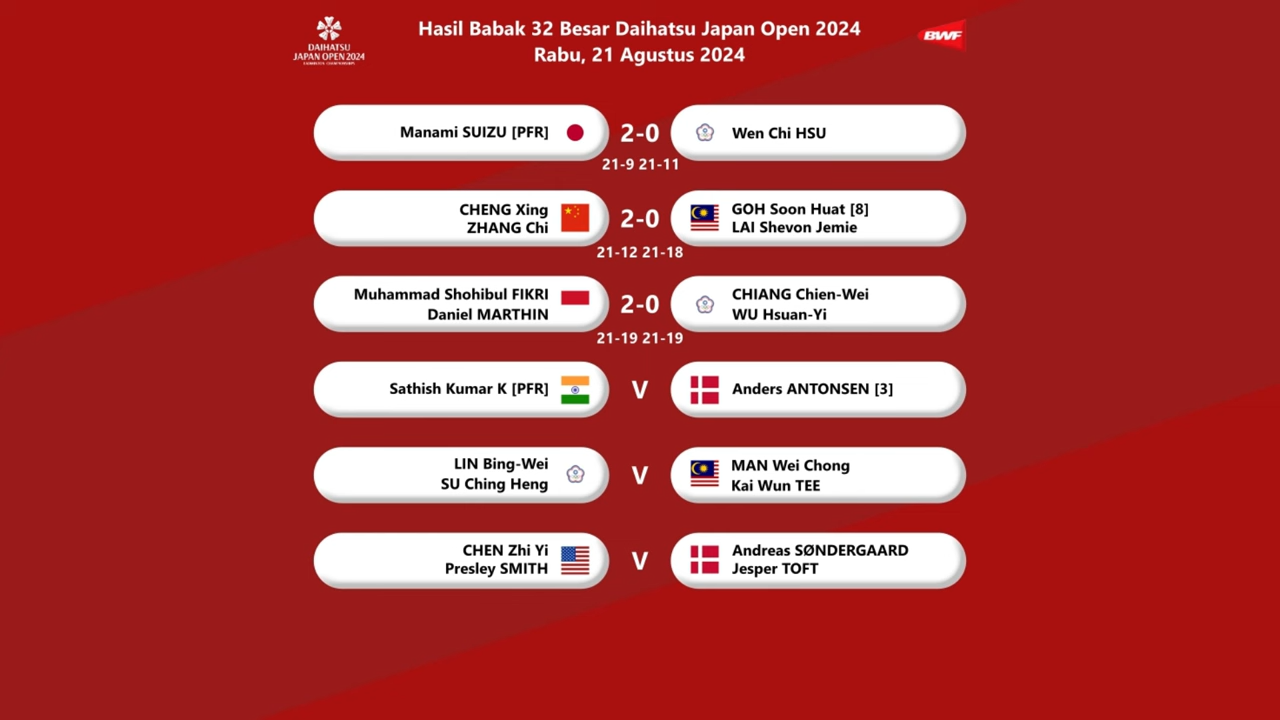 Hasil Babak 32 Besar Daihatsu Japan Open 2024
Rabu, 21 Agustus 2024
DAIHATSU
JAPAN OPEN 2024
BWF
Manami SUIZU [PFR]
2-0
Wen Chi HSU
21-9 21-11
CHENG Xing
ZHANG Chi
2-0
GOH Soon Huat [8]
LAI Shevon Jemie
21-12 21-18
Muhammad Shohibul FIKRI
Daniel MARTHIN
2-0
CHIANG Chien-Wei
WU Hsuan-Yi
21-19 21-19
Sathish Kumar K [PFR]
V
Anders ANTONSEN [3]
LIN Bing-Wei
SU Ching Heng
V
MAN Wei Chong
Kai Wun TEE
CHEN Zhi Yi
Presley SMITH
V
Andreas SØNDERGAARD
Jesper TOFT